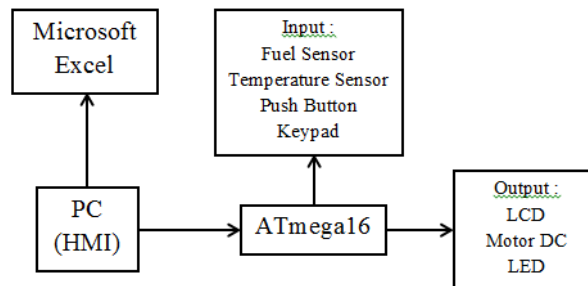 Microsoft
Excel
Input :
Fuel Sensor
Temperature Sensor
Push Button
Keypad
PC
(HMI)
ATmega16
Output :
LCD
Motor DC
LED